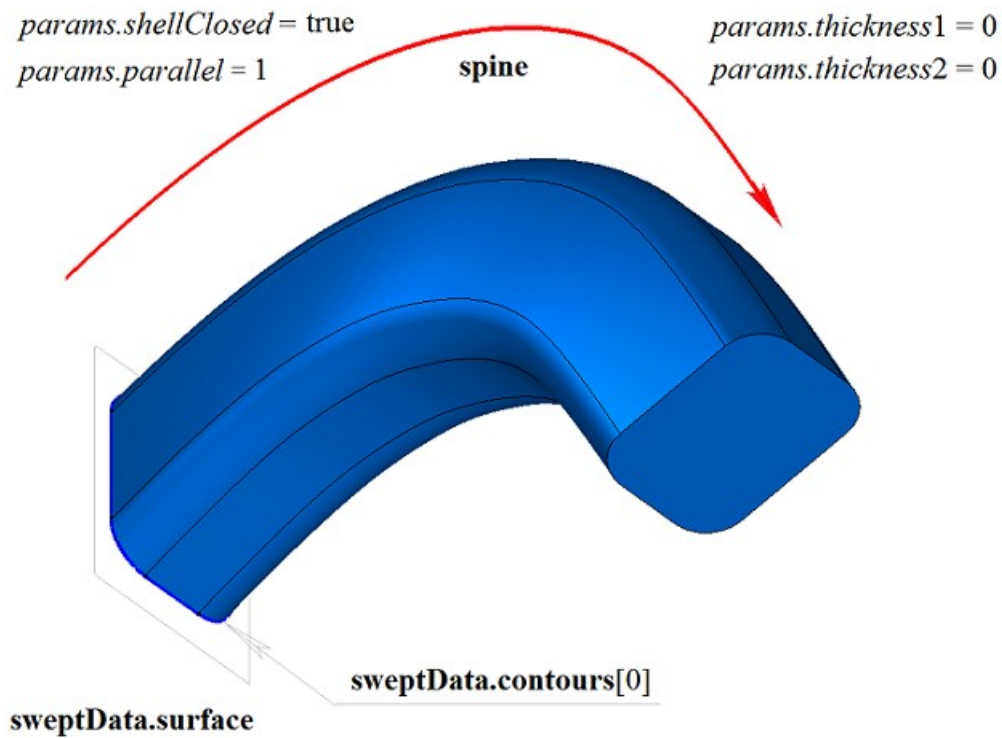 params.shellClosed = true
params.thickness1 = 0
params.parallel = 1
params.thickness2 = 0
spine
sweptData.contours[0]
sweptData.surface